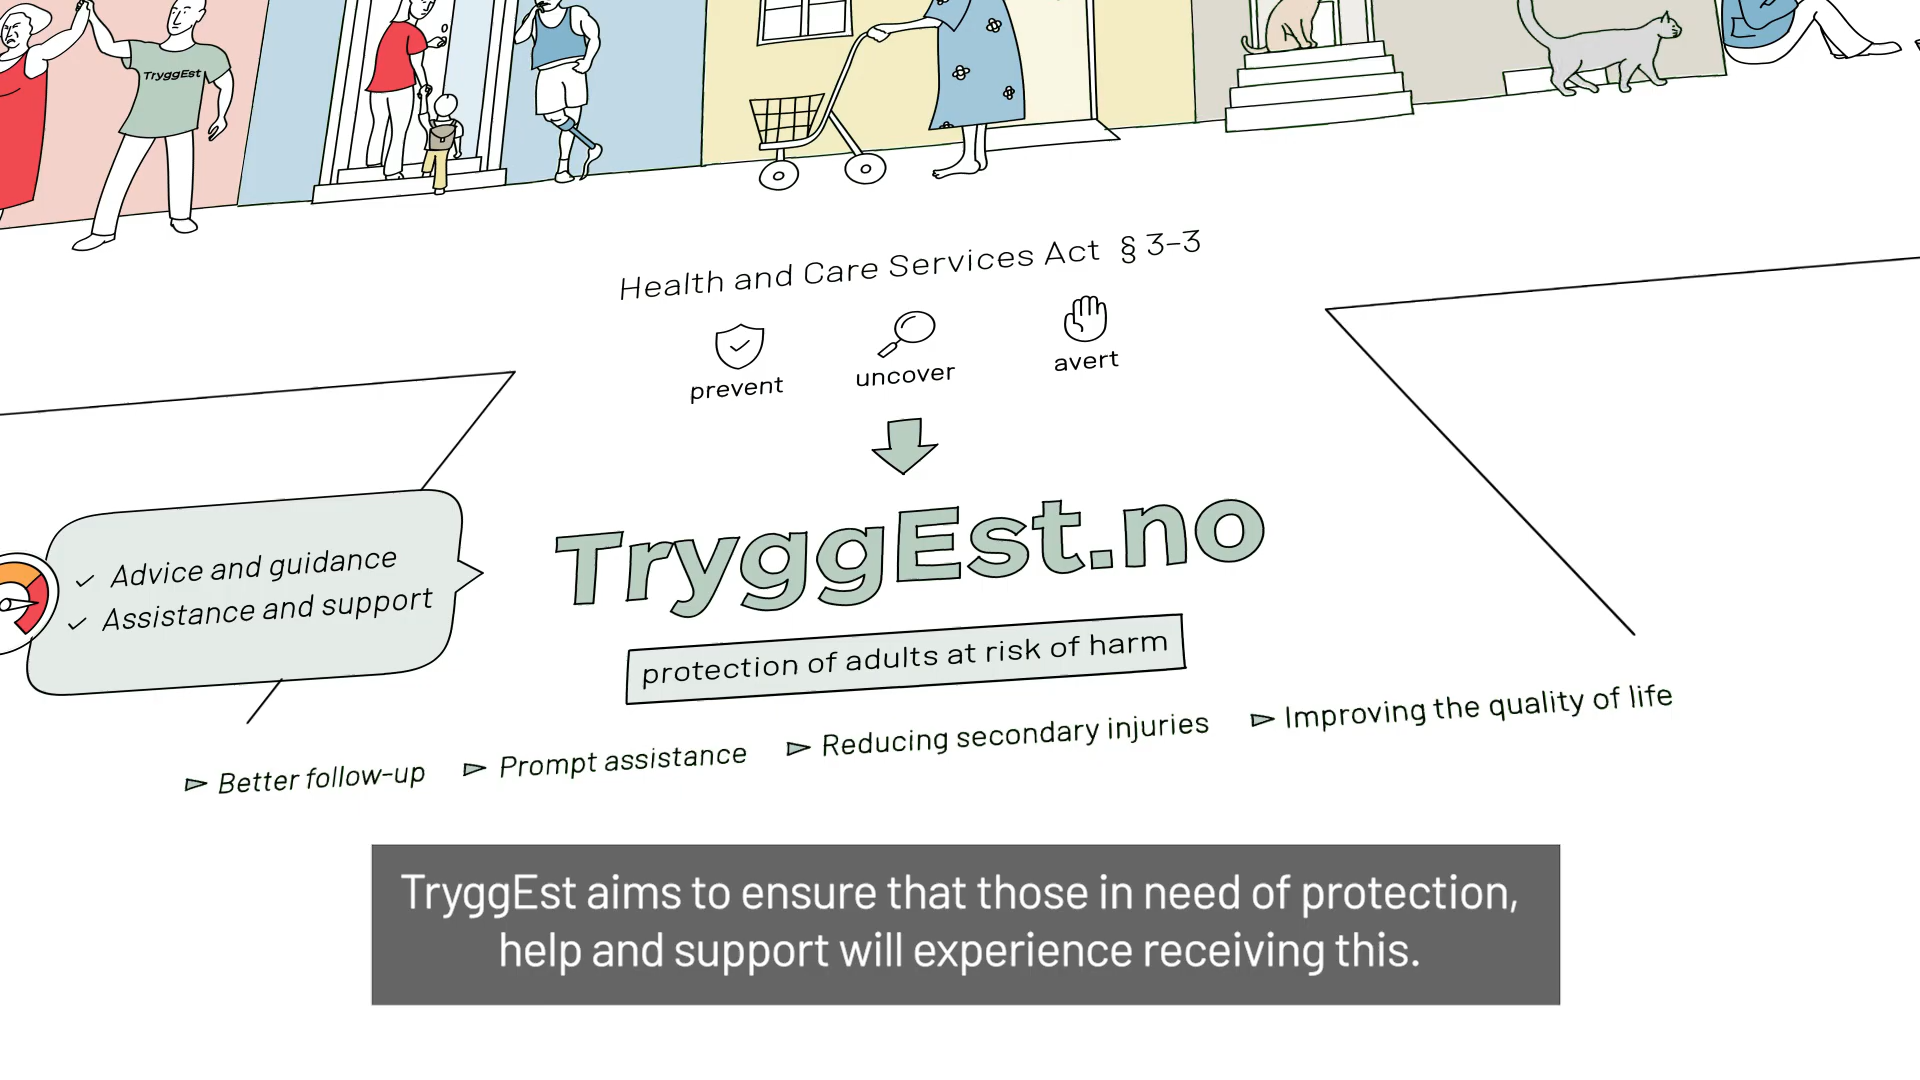 TryggEst
Health and Care Services Act § 3-3
prevent
uncover
avert
TryggEst.no
✓ Advice and guidance
✓ Assistance and support
protection of adults at risk of harm
Better follow-up
Prompt assistance
Reducing secondary injuries
Improving the quality of life
TryggEst aims to ensure that those in need of protection,
help and support will experience receiving this.